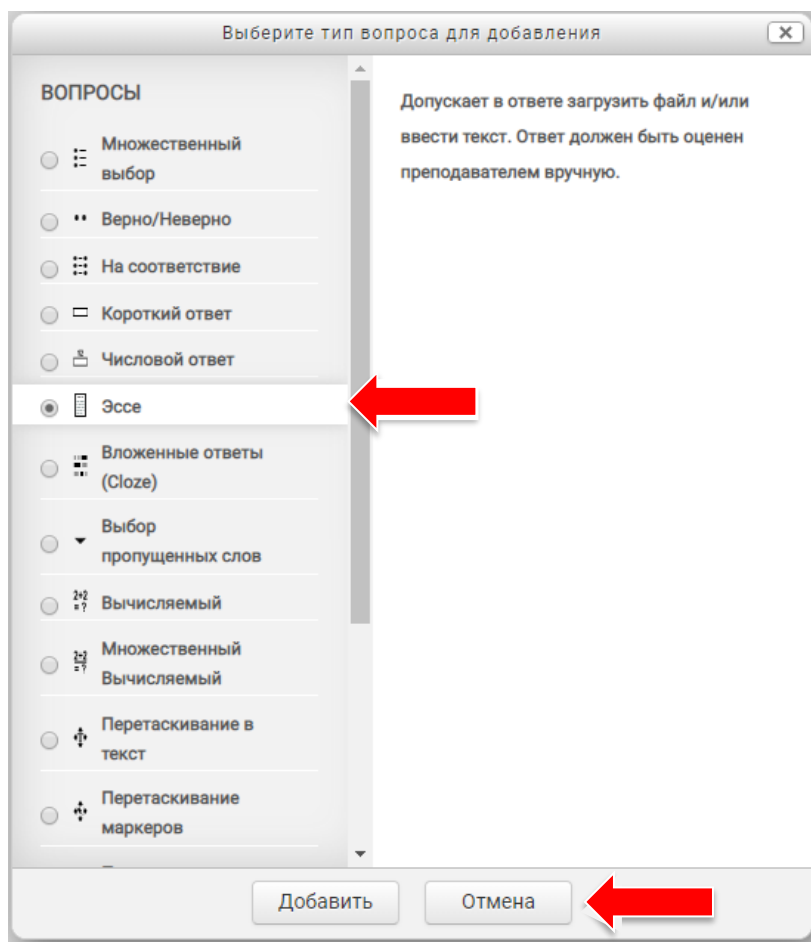 Выберите тип вопроса для добавления
ВОПРОСЫ
Множественный
выбор
Верно/Неверно
На соответствие
Короткий ответ
Числовой ответ
Эссе
Вложенные ответы
(Cloze)
Выбор
пропущенных слов
Вычисляемый
Множественный
Вычисляемый
Перетаскивание в
текст
Перетаскивание
маркеров
Допускает в ответе загрузить файл и/или
ввести текст. Ответ должен быть оценен
преподавателем вручную.
Добавить
Отмена